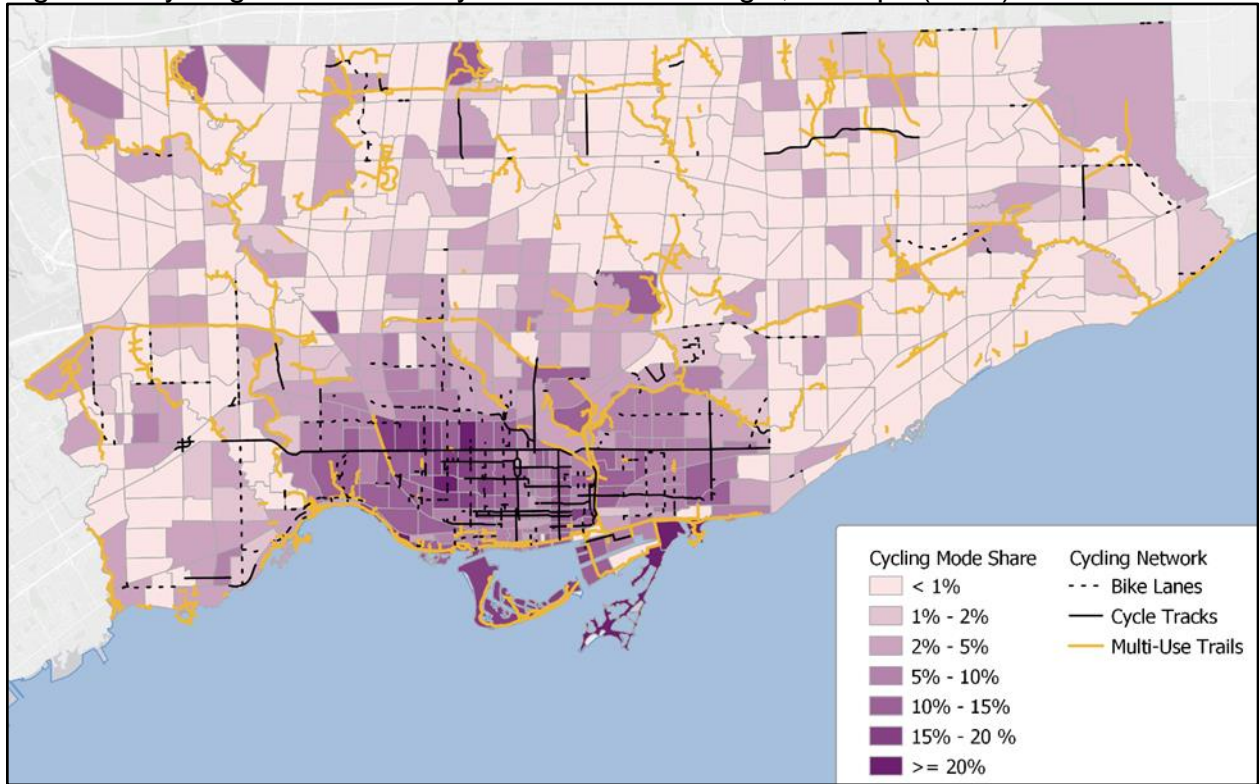 Cycling Mode Share
< 1%
1% - 2%
2% - 5%
5% - 10%
10% - 15%
15% - 20 %
>= 20%
Cycling Network
Bike Lanes
Cycle Tracks
Multi-Use Trails